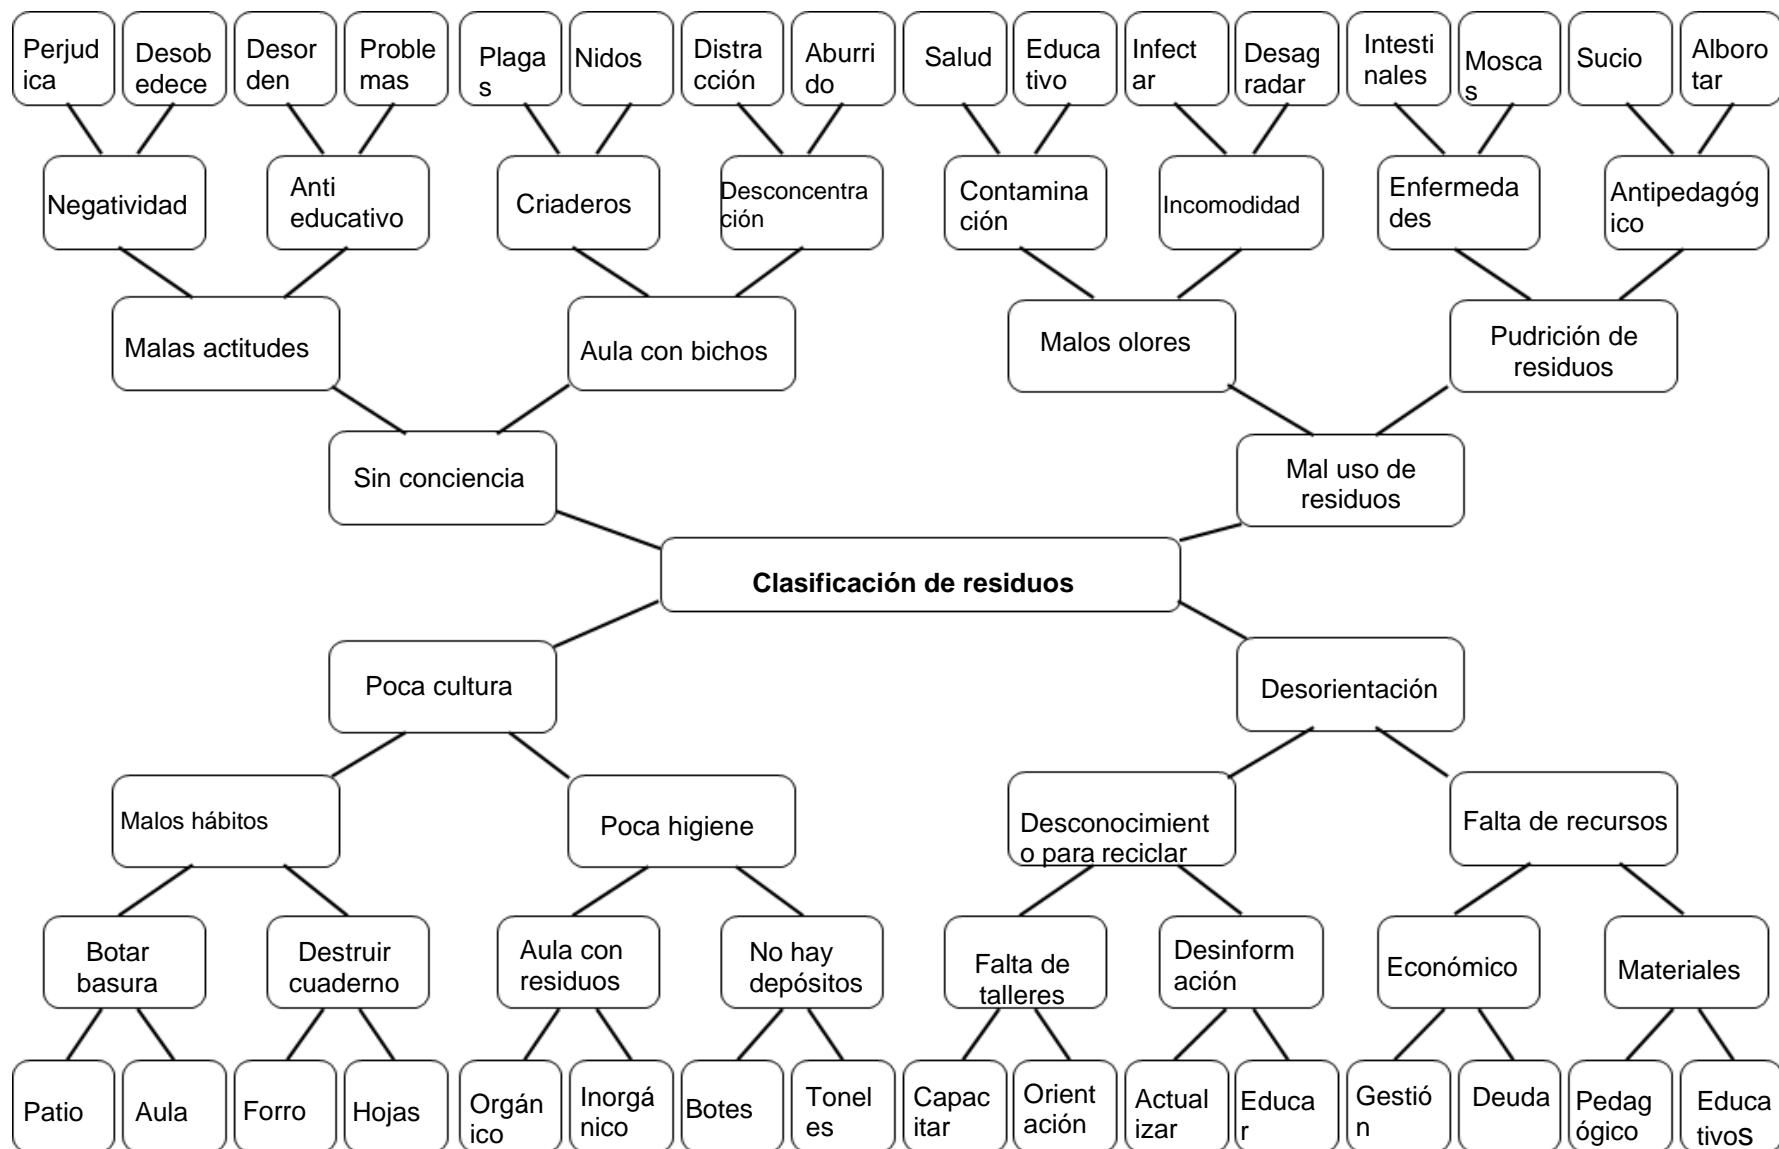 Perjud
ica
Desob
edece
Desor
den
Proble
mas
Plaga
s
Nidos
Distra
cción
Aburri
do
Salud
Educa
tivo
Infect
ar
Desag
radar
Intesti
nales
Mosca
s
Sucio
Alboro
tar
Negatividad
Anti
educativo
Criaderos
Desconcentra
ción
Contamina
ción
Incomodidad
Enfermeda
des
Antipedagóg
ico
Malas actitudes
Aula con bichos
Malos olores
Pudrición de
residuos
Sin conciencia
Mal uso de
residuos
Clasificación de residuos
Poca cultura
Desorientación
Malos hábitos
Poca higiene
Desconocimient
o para reciclar
Falta de recursos
Botar
basura
Destruir
cuaderno
Aula con
residuos
No hay
depósitos
Falta de
talleres
Desinform
ación
Económico
Materiales
Patio
Aula
Forro
Hojas
Orgán
ico
Inorgá
nico
Botes
Tonel
es
Capac
itar
Orient
ación
Actual
izar
Educa
r
Gestió
n
Deuda
Pedag
ógico
Educa
tivos